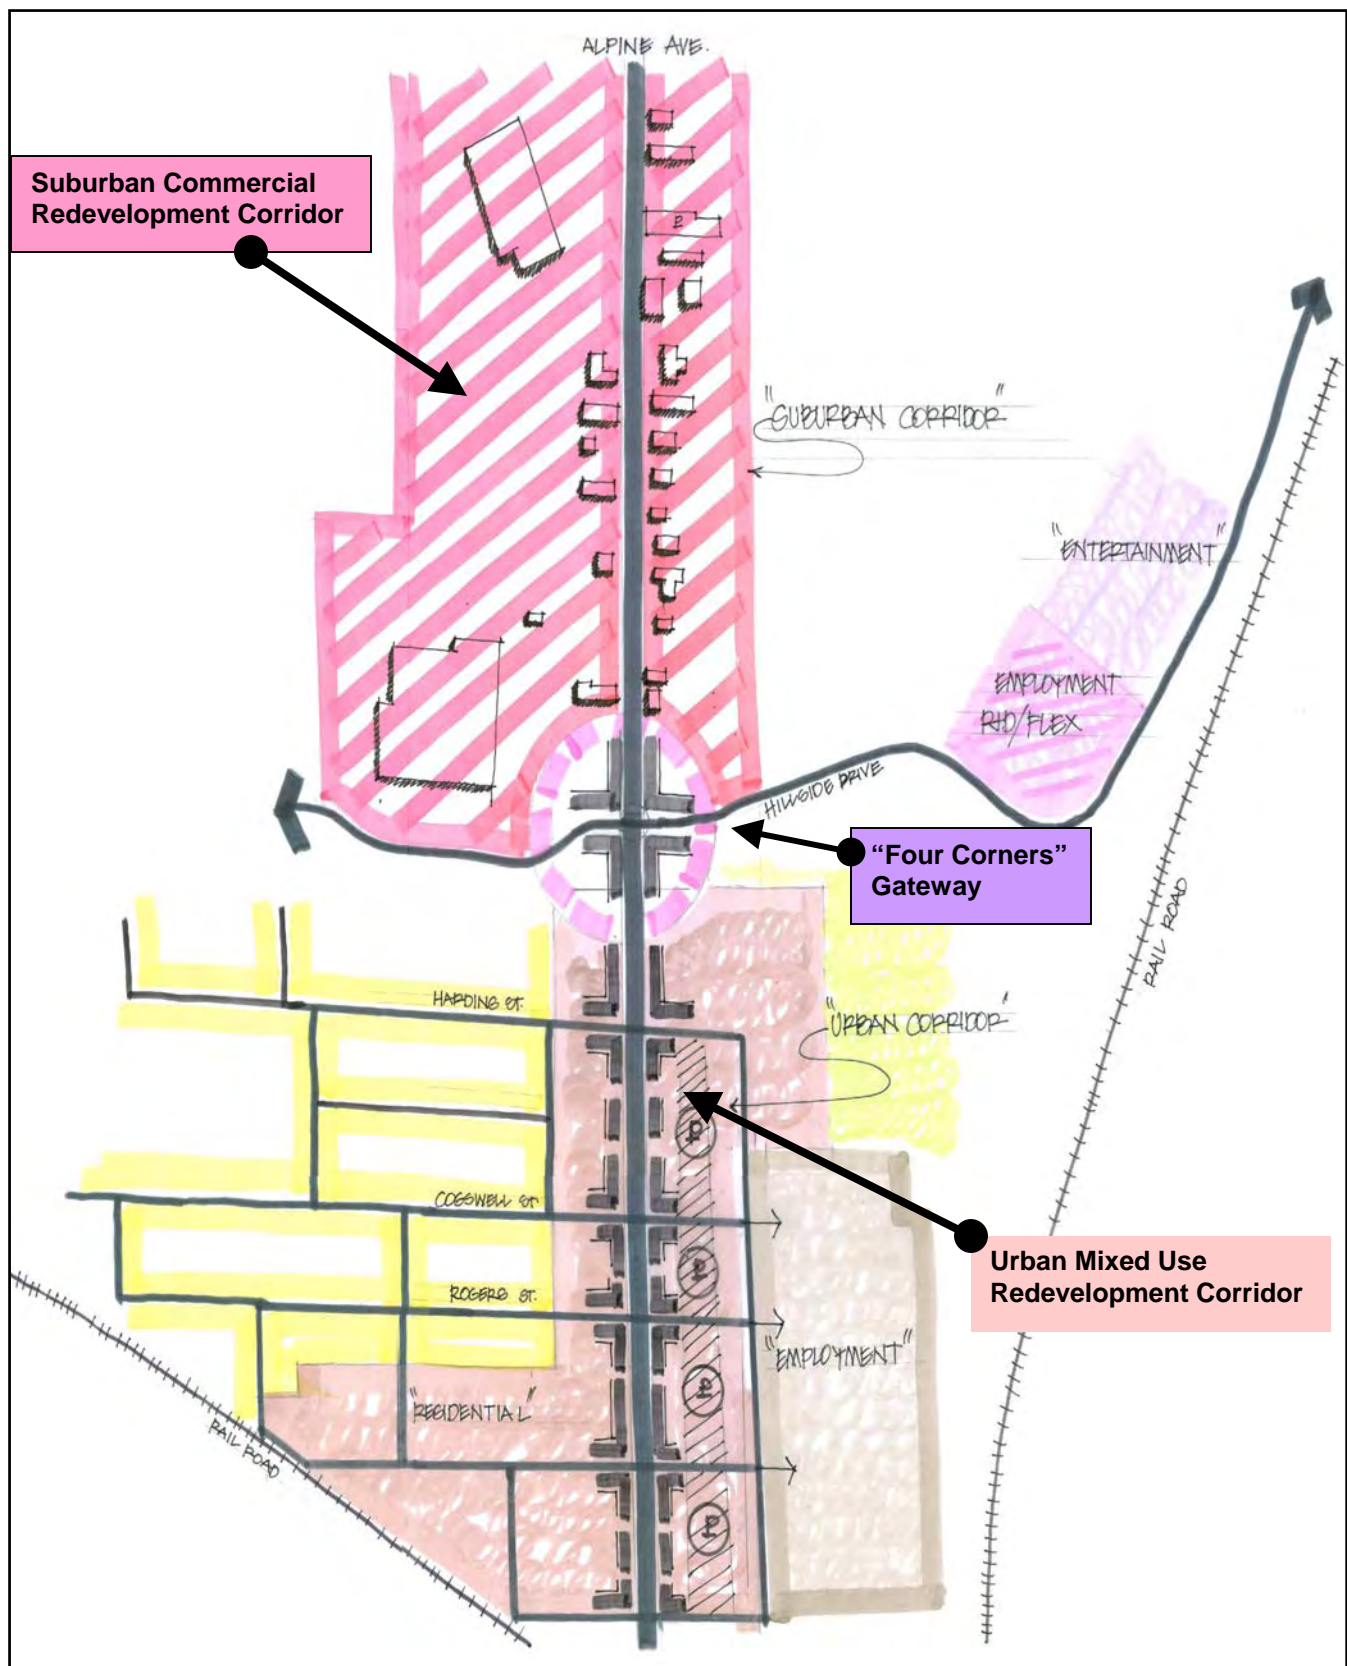 ALPINE AVE.
Suburban Commercial
Redevelopment Corridor
"SUBURBAN CORRIDOR"
"ENTERTAINMENT"
EMPLOYMENT
R+D/FLEX
HILLSIDE DRIVE
"Four Corners"
Gateway
RAIL ROAD
HARDING ST.
"URBAN CORRIDOR"
COGSWELL ST.
Urban Mixed Use
Redevelopment Corridor
ROGERS ST.
"EMPLOYMENT"
"RESIDENTIAL"
RAIL ROAD